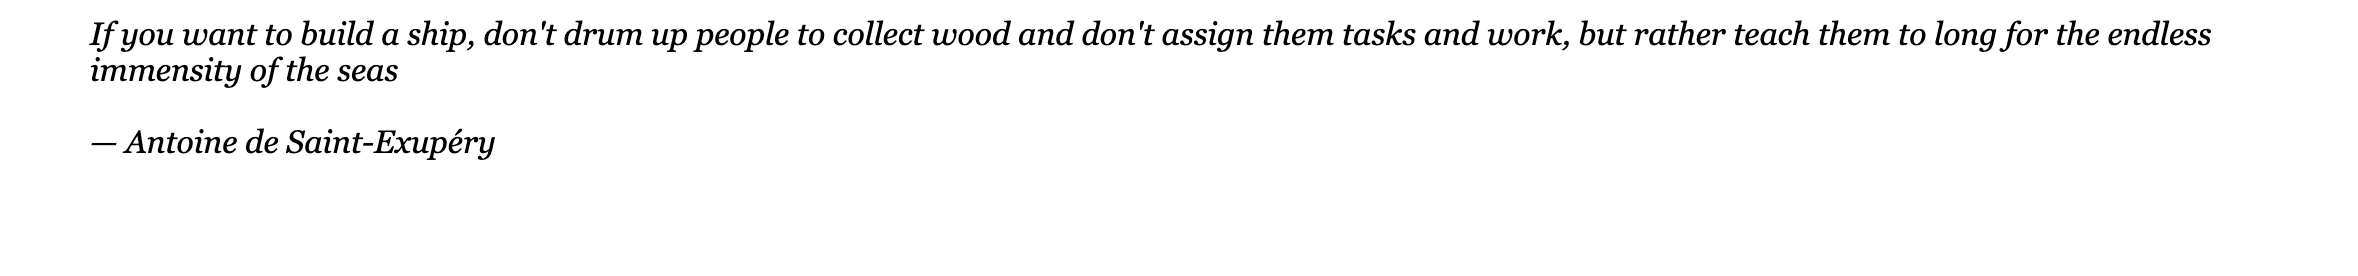 If you want to build a ship, don't drum up people to collect wood and don't assign them tasks and work, but rather teach them to long for the endless
immensity of the seas
— Antoine de Saint-Exupéry